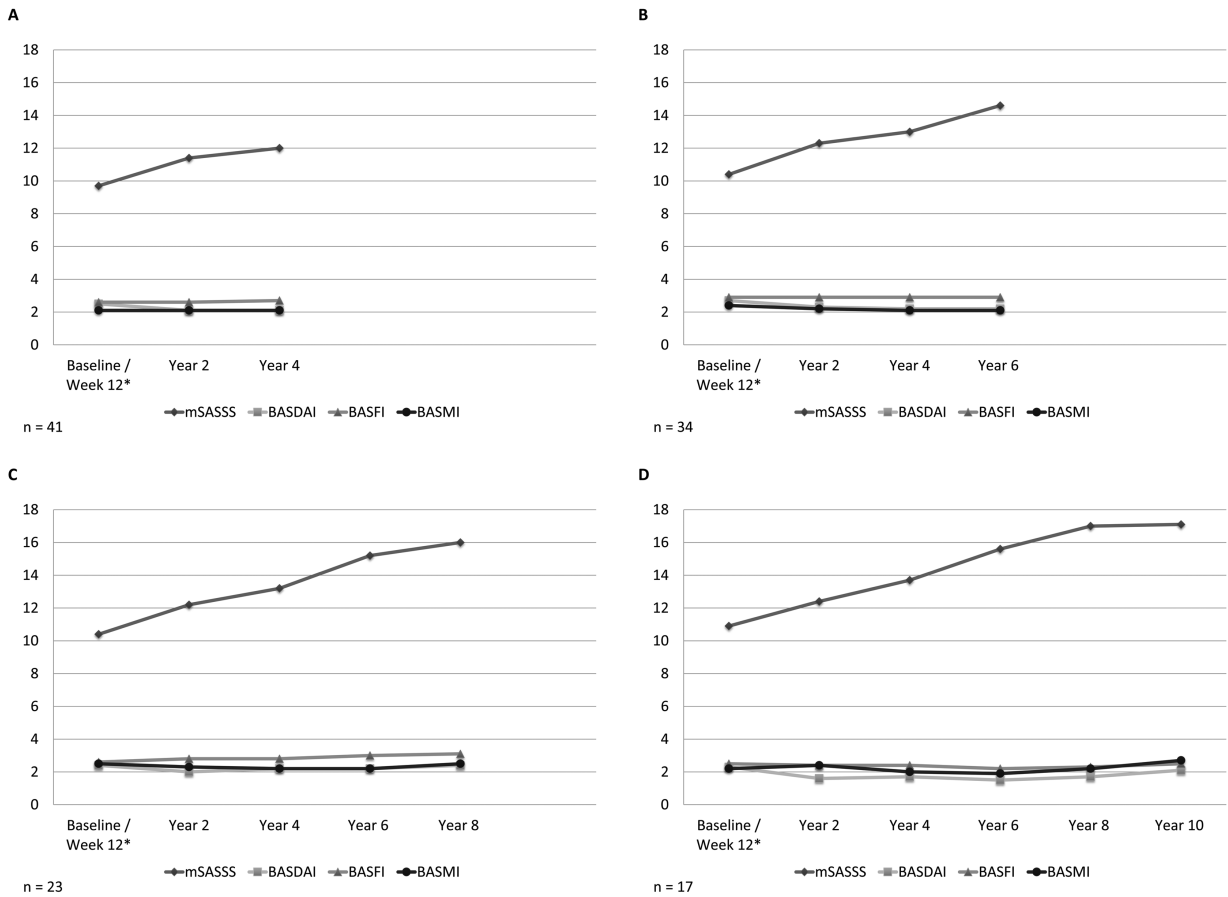 A
18
16
14
12
10
8
6
4
2
0
Baseline / Week 12*
Year 2
Year 4
mSASSS BASDAI BASFI BASMI
n = 41
B
18
16
14
12
10
8
6
4
2
0
Baseline / Week 12*
Year 2
Year 4
Year 6
mSASSS BASDAI BASFI BASMI
n = 34
C
18
16
14
12
10
8
6
4
2
0
Baseline / Week 12*
Year 2
Year 4
Year 6
Year 8
mSASSS BASDAI BASFI BASMI
n = 23
D
18
16
14
12
10
8
6
4
2
0
Baseline / Week 12*
Year 2
Year 4
Year 6
Year 8
Year 10
mSASSS BASDAI BASFI BASMI
n = 17